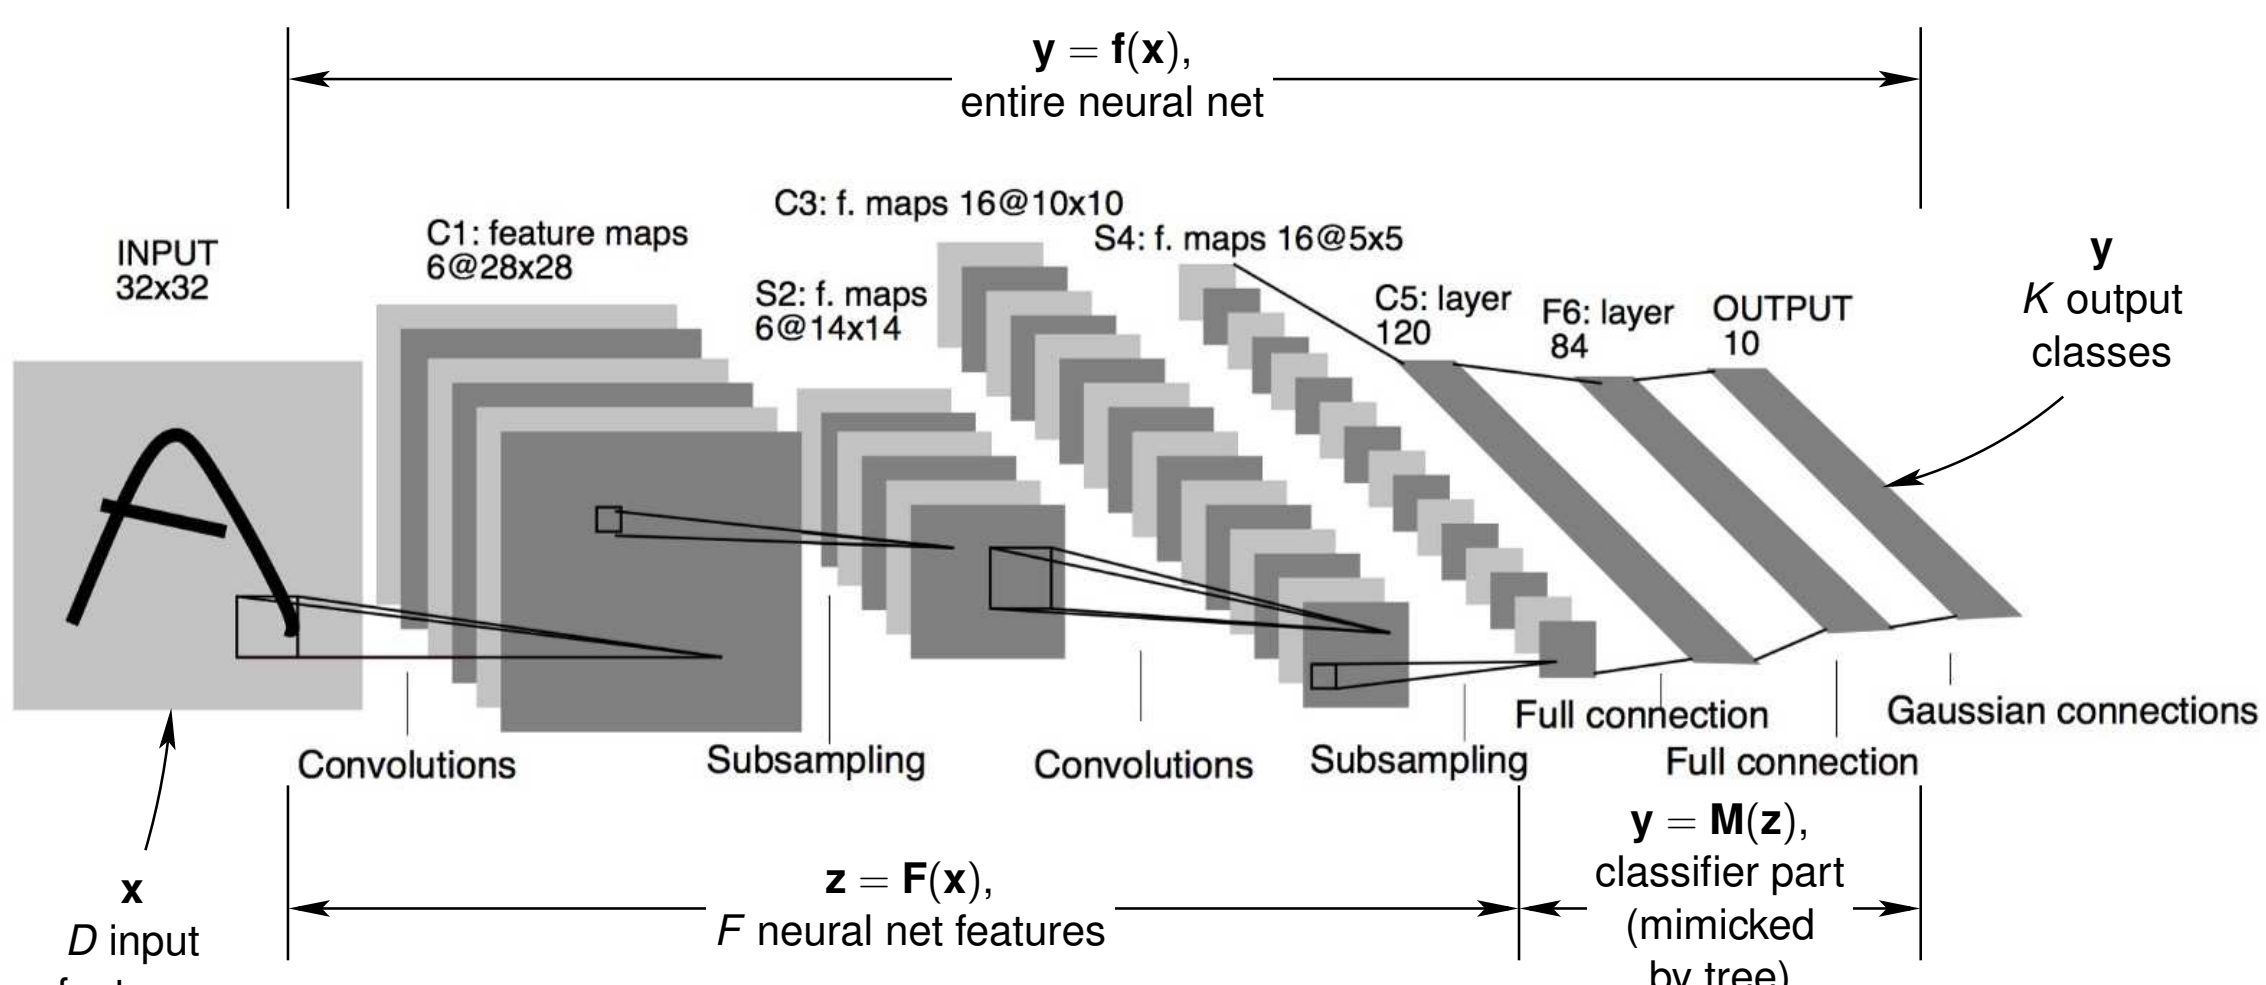 y = f(x),
entire neural net
C3: f. maps 16@10x10
C1: feature maps
6@28x28
S4: f. maps 16@5x5
INPUT
32x32
S2: f. maps
6@14x14
C5: layer
120
F6: layer
84
OUTPUT
10
y
K output
classes
Convolutions
Subsampling
Convolutions
Subsampling
Full connection
Full connection
Gaussian connections
x
D input
z = F(x),
F neural net features
y = M(z),
classifier part
(mimicked
by tree)